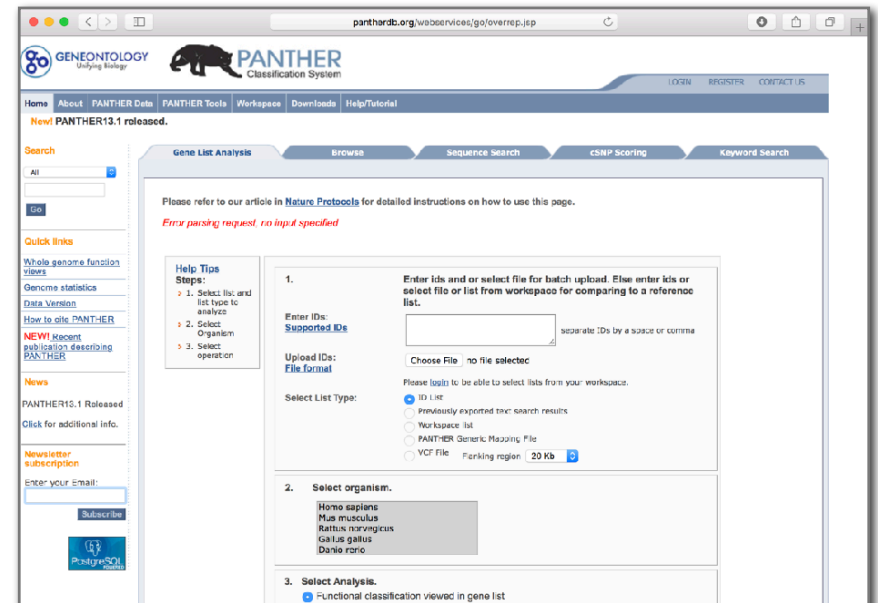 pantherdb.org/webservices/go/overrep.jsp
GO
GENEONTOLOGY
Unifying Biology
PANTHER
Classification System
LOGIN REGISTER CONTACT US
Home About PANTHER Data PANTHER Tools Workspace Downloads Help/Tutorial
New! PANTHER13.1 released.
Search
All
Go
Quick links
Whole genome function
views
Genome statistics
Data Version
How to cite PANTHER
NEW! Recent
publication describing
PANTHER
News
PANTHER13.1 Released
Click for additional info.
Newsletter
subscription
Enter your Email:
Subscribe
PostgreSQL
POWERED
Gene List Analysis Browse Sequence Search cSNP Scoring Keyword Search
Please refer to our article in Nature Protocols for detailed instructions on how to use this page.
Error parsing request, no input specified
Help Tips
Steps:
1. Select list and
list type to
analyze
2. Select
Organism
3. Select
operation
1. Enter ids and or select file for batch upload. Else enter ids or
select file or list from workspace for comparing to a reference
list.
Enter IDs:
Supported IDs
separate IDs by a space or comma
Upload IDs:
File format
Choose File no file selected
Please login to be able to select lists from your workspace.
Select List Type:
ID List
Previously exported text search results
Workspace list
PANTHER Generic Mapping File
VCF File Flanking region 20 Kb
2. Select organism.
Homo sapiens
Mus musculus
Rattus norvegicus
Gallus gallus
Danio rerio
3. Select Analysis.
Functional classification viewed in gene list